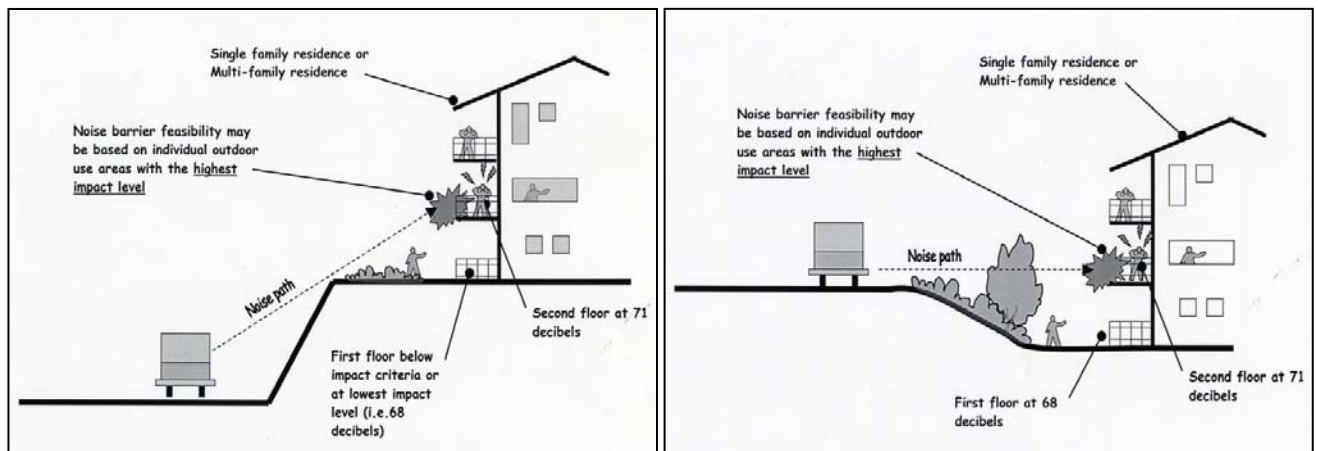 Single family residence or
Multi-family residence
Noise barrier feasibility may
be based on individual outdoor
use areas with the highest
impact level
Noise path
Second floor at 71
decibels
First floor below
impact criteria or
at lowest impact
level (i.e.68
decibels)
Single family residence or
Multi-family residence
Noise barrier feasibility may
be based on individual outdoor
use areas with the highest
impact level
Noise path
Second floor at 71
decibels
First floor at 68
decibels